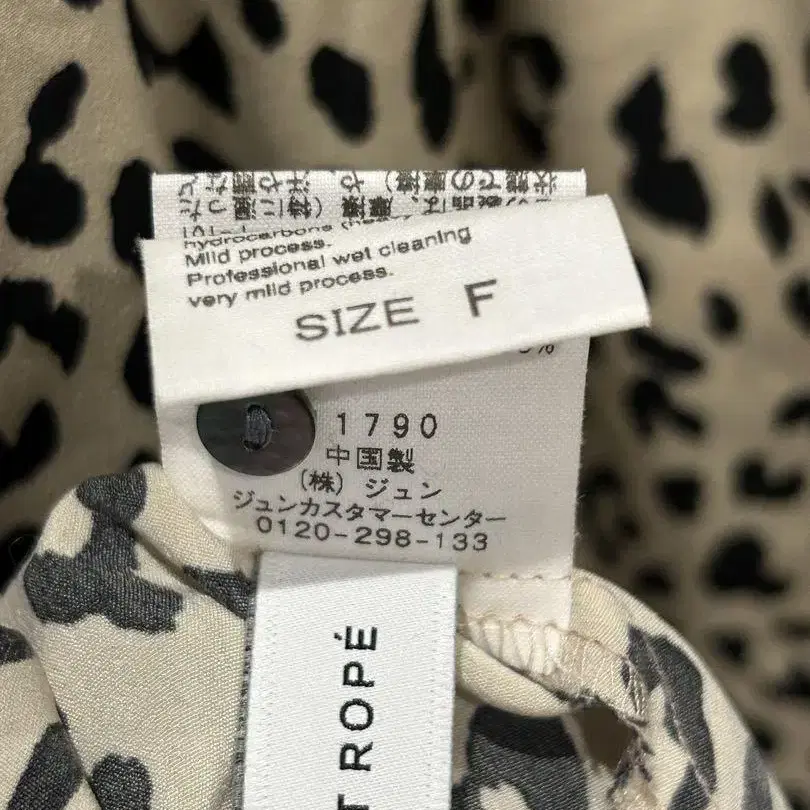 hydrocarbons
Mild process.
Professional wet cleaning
very mild process.
SIZE F
1790
中国製
(株) ジュン
ジュンカスタマーセンター
0120-298-133
T ROPÉ